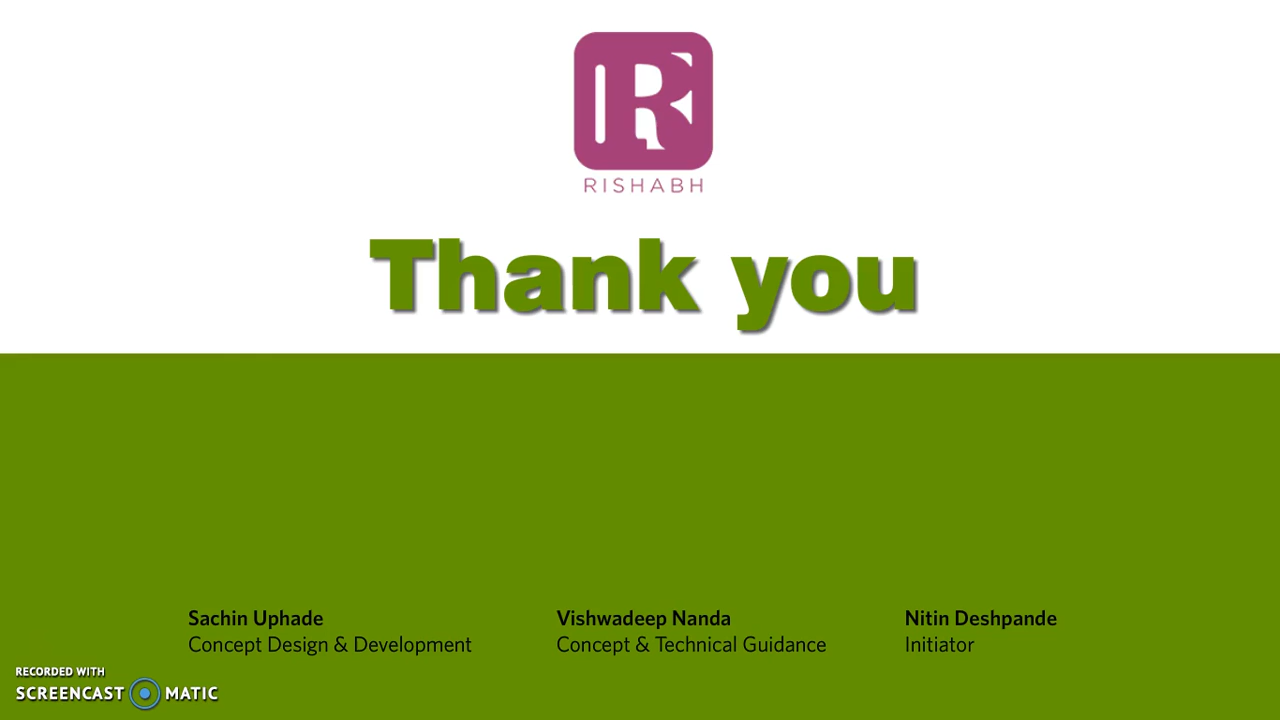 RISHABH
Thank you
Sachin Uphade
Concept Design & Development
Vishwadeep Nanda
Concept & Technical Guidance
Nitin Deshpande
Initiator
RECORDED WITH
SCREENCAST MATIC